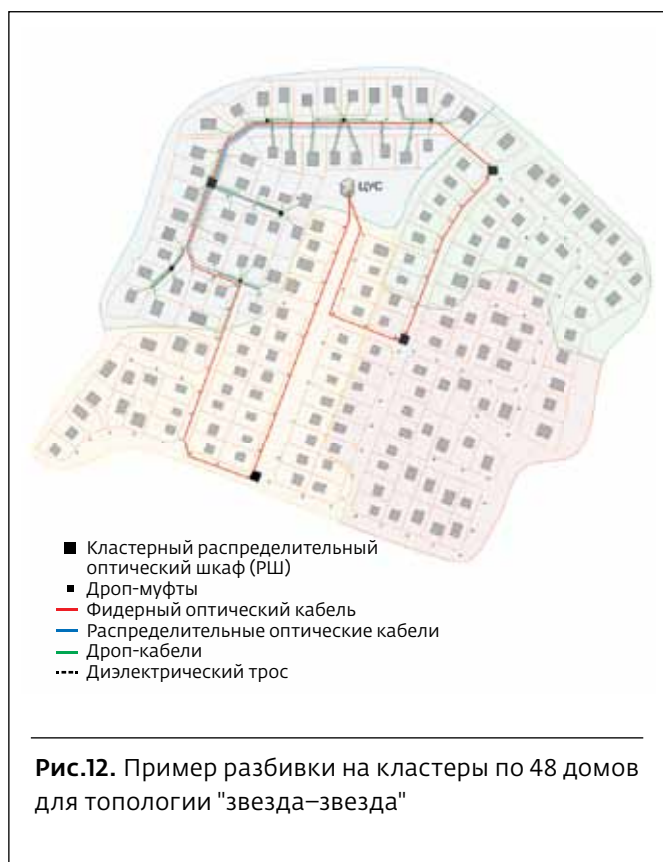 ЦУС
Кластерный распределительный
оптический шкаф (РШ)
Дроп-муфты
Фидерный оптический кабель
Распределительные оптические кабели
Дроп-кабели
Диэлектрический трос
Рис.12. Пример разбивки на кластеры по 48 домов
для топологии "звезда–звезда"